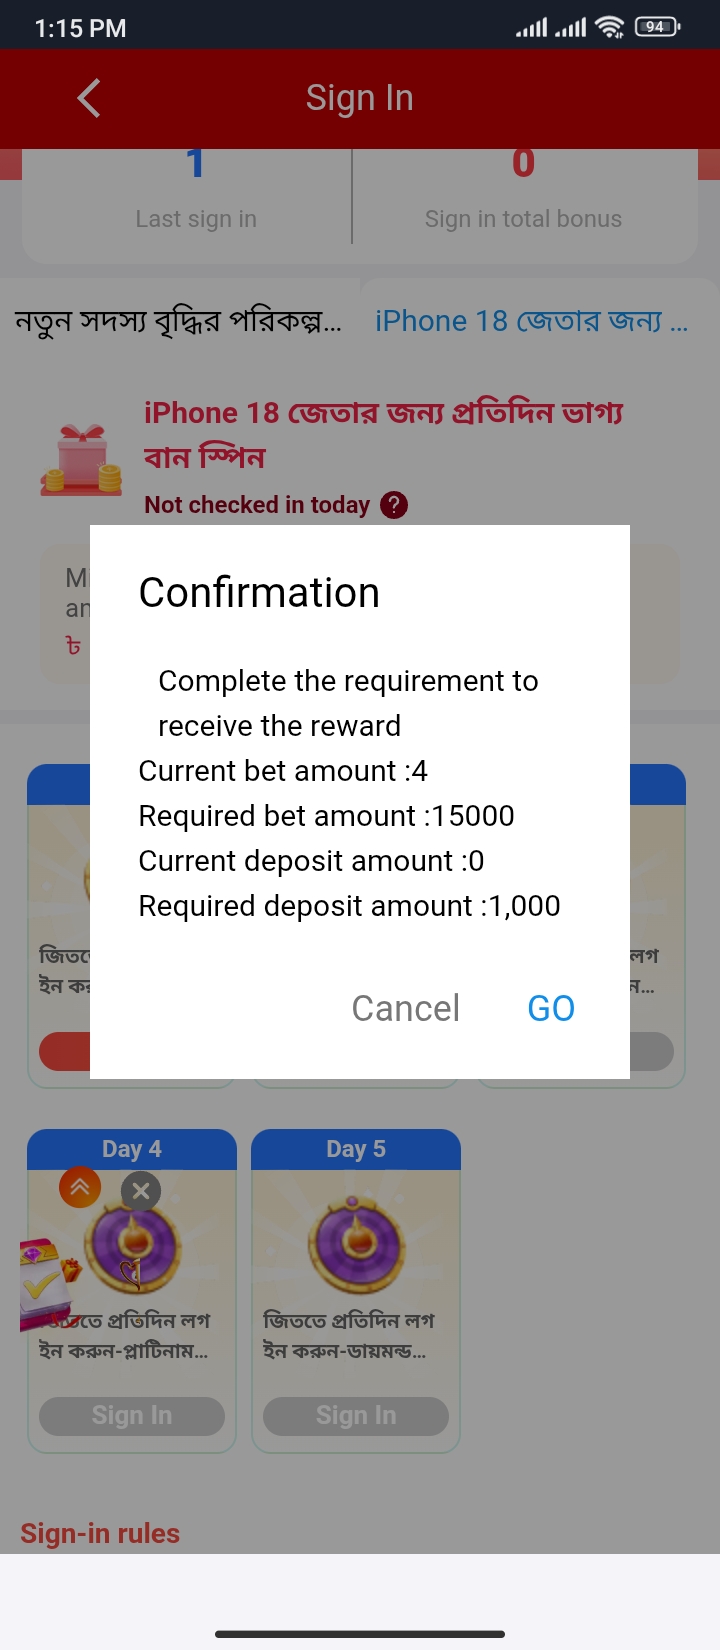 1:15 PM
94
Sign In
1
0
Last sign in
Sign in total bonus
নতুন সদস্য বৃদ্ধির পরিকল্প...
iPhone 18 জেতার জন্য ...
iPhone 18 জেতার জন্য প্রতিদিন ভাগ্য
বান স্পিন
Not checked in today ?
৳
Confirmation
Complete the requirement to
receive the reward
Current bet amount :4
Required bet amount :15000
Current deposit amount :0
Required deposit amount :1,000
Cancel
GO
Day 4
Day 5
প্রতিদিন লগ
ইন করুন-প্লাটিনাম...
জিততে প্রতিদিন লগ
ইন করুন-ডায়মন্ড...
Sign In
Sign In
Sign-in rules